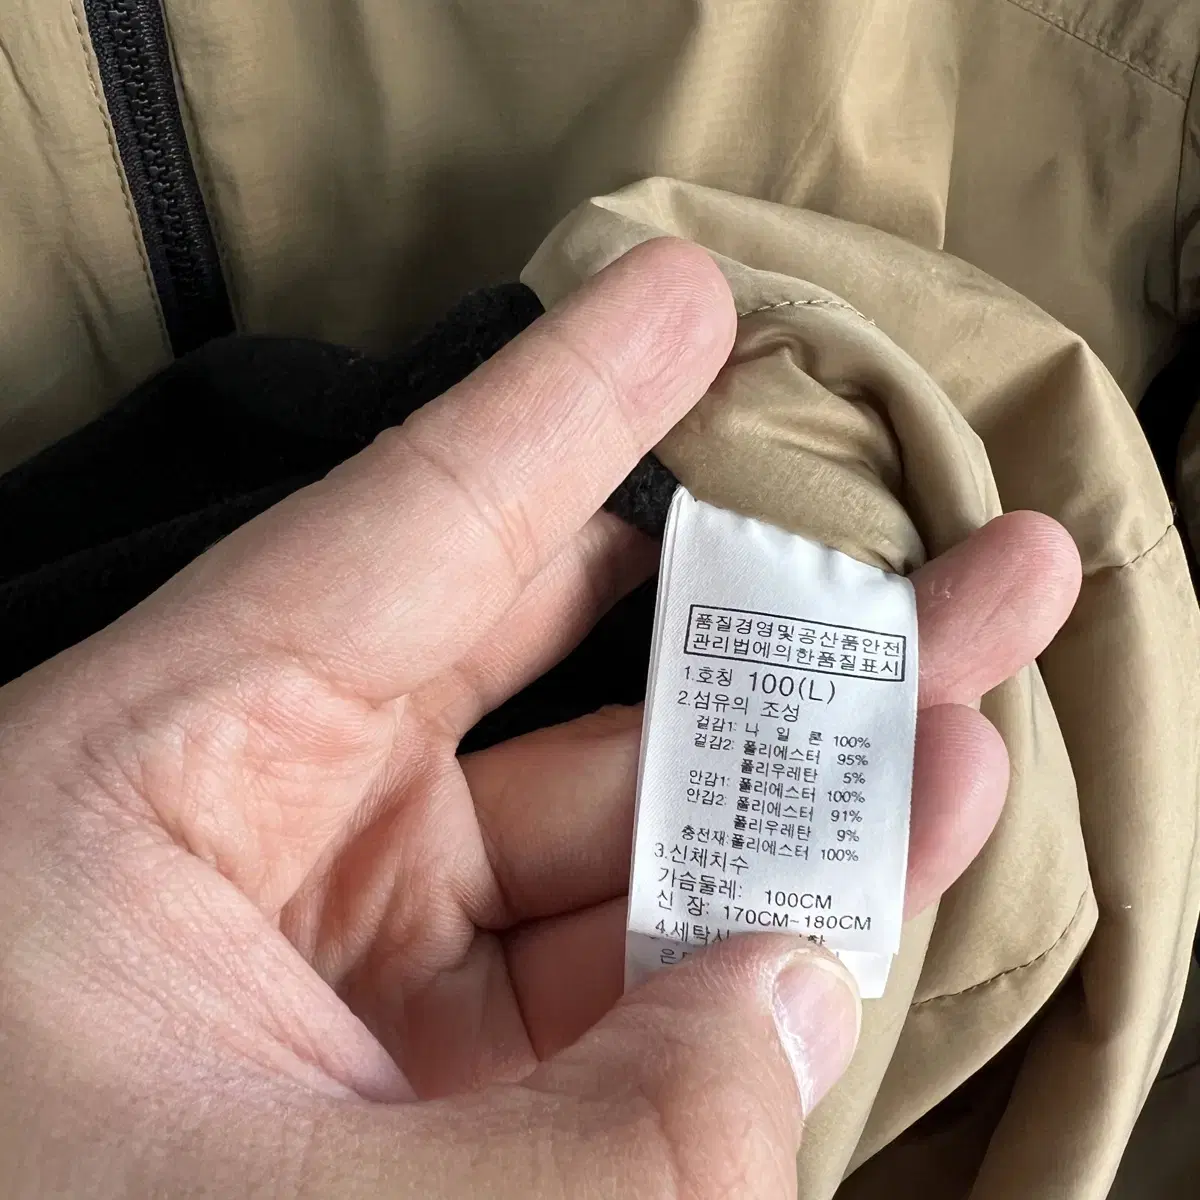 품질경영및공산품안전
관리법에의한품질표시
1.호칭 100(L)
2.섬유의 조성
겉감1: 나 일 론 100%
겉감2: 폴리에스터 95%
폴리우레탄 5%
안감1: 폴리에스터 100%
안감2: 폴리에스터 91%
폴리우레탄 9%
충전재:폴리에스터 100%
3.신체치수
가슴둘레: 100CM
신 장: 170CM~180CM
4.세탁시